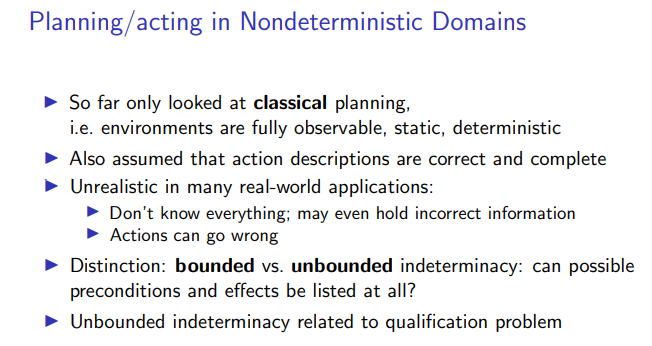 Planning/acting in Nondeterministic Domains
So far only looked at classical planning,
i.e. environments are fully observable, static, deterministic
Also assumed that action descriptions are correct and complete
Unrealistic in many real-world applications:
Don't know everything; may even hold incorrect information
Actions can go wrong
Distinction: bounded vs. unbounded indeterminacy: can possible
preconditions and effects be listed at all?
Unbounded indeterminacy related to qualification problem